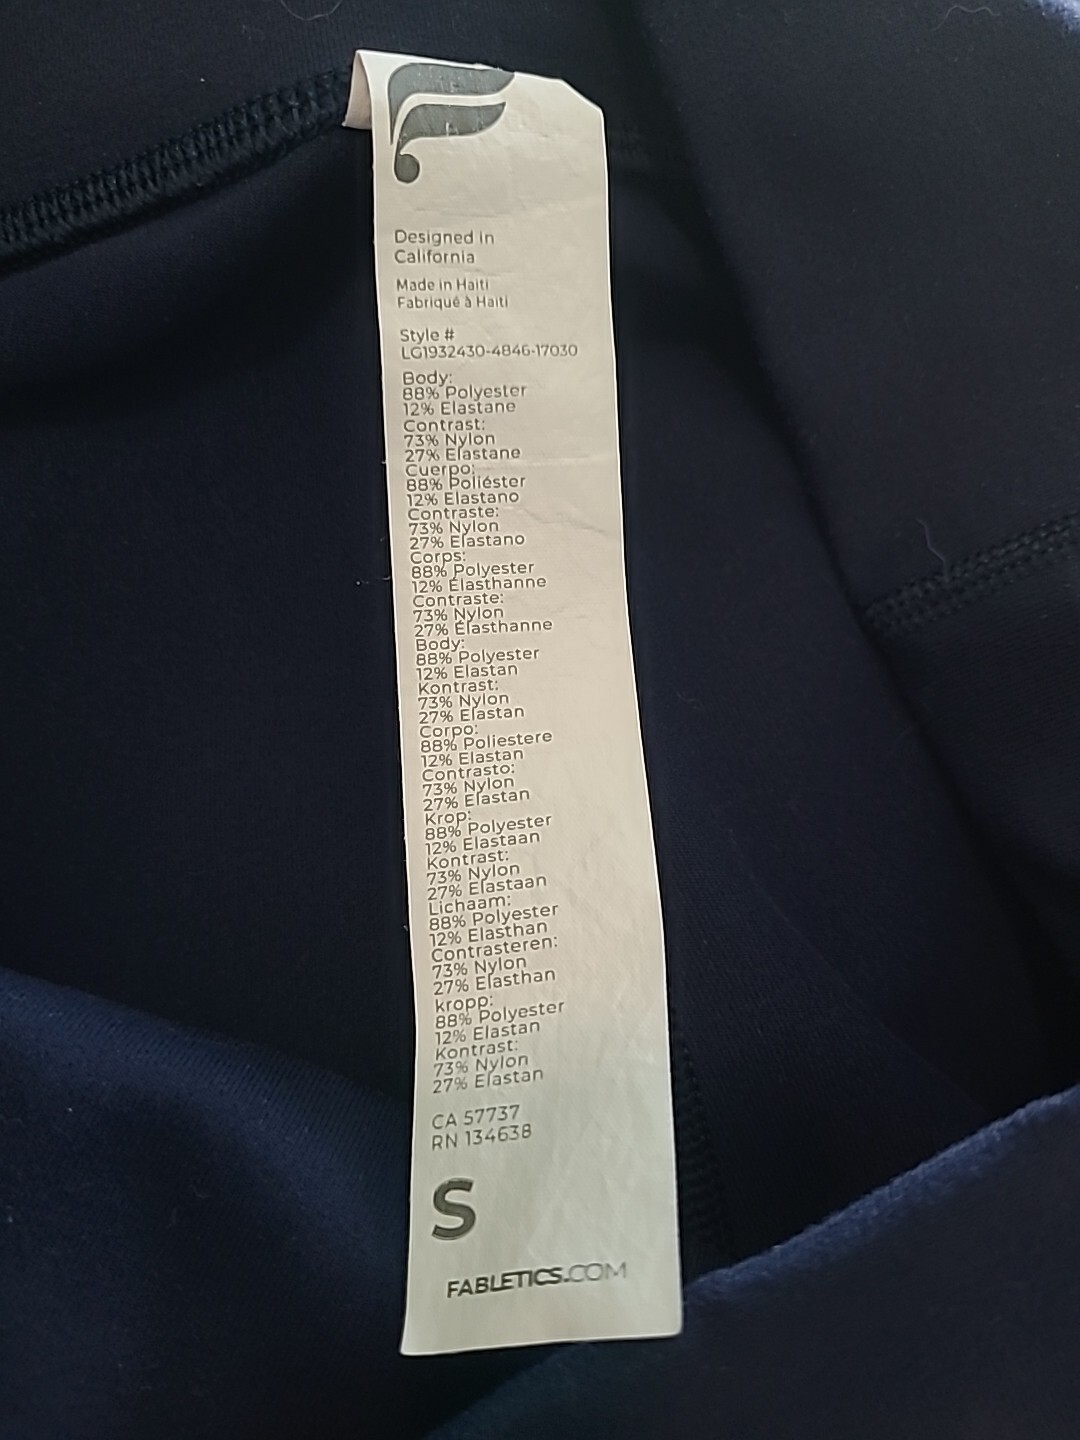 Designed in
California
Made in Haiti
Fabriqué à Haïti
Style #
LG1932430-4846-17030
Body:
88% Polyester
12% Elastane
Contrast:
73% Nylon
27% Elastane
Cuerpo:
88% Poliéster
12% Elastano
Contraste:
73% Nylon
27% Elastano
Corps:
88% Polyester
12% Élasthanne
Contraste:
73% Nylon
27% Élasthanne
Body:
88% Polyester
12% Elastan
Kontrast:
73% Nylon
27% Elastan
Corpo:
88% Poliestere
12% Elastan
Contrasto:
73% Nylon
27% Elastan
Krop:
88% Polyester
12% Elastaan
Kontrast:
73% Nylon
27% Elastaan
Lichaam:
88% Polyester
12% Elasthan
Contrasteren:
73% Nylon
27% Elasthan
kropp:
88% Polyester
12% Elastan
Kontrast:
73% Nylon
27% Elastan
CA 57737
RN 134638
S
FABLETICS.COM